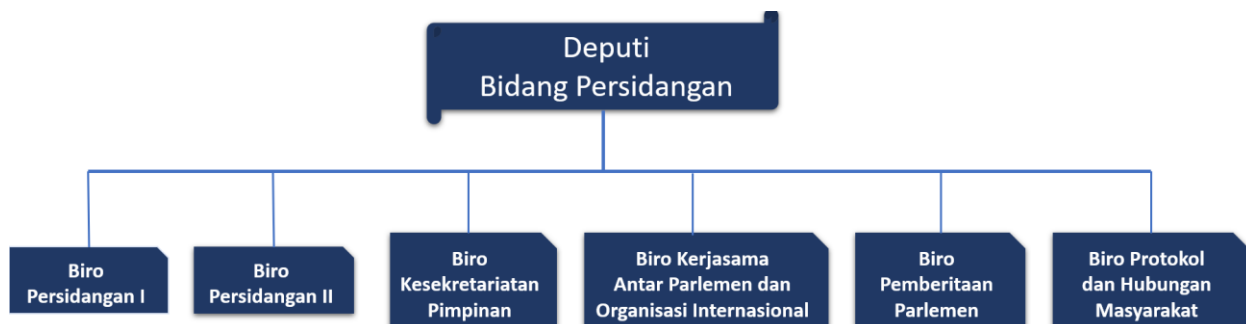 Deputi
Bidang Persidangan
Biro
Persidangan I
Biro
Persidangan II
Biro
Kesekretariatan
Pimpinan
Biro Kerjasama
Antar Parlemen dan
Organisasi Internasional
Biro
Pemberitaan
Parlemen
Biro Protokol
dan Hubungan
Masyarakat